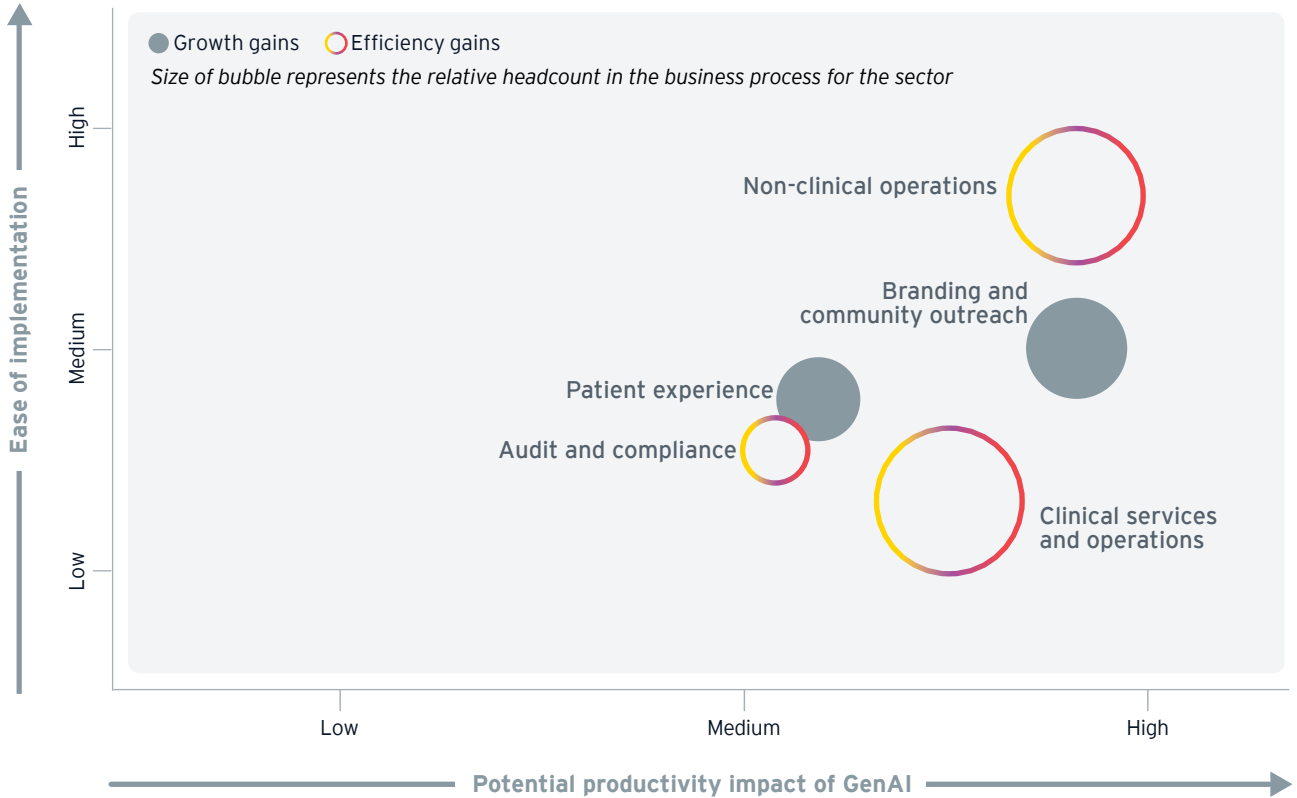 Growth gains
Efficiency gains
Size of bubble represents the relative headcount in the business process for the sector
Ease of implementation
High
Medium
Low
Non-clinical operations
Branding and
community outreach
Patient experience
Audit and compliance
Clinical services
and operations
Low
Medium
High
Potential productivity impact of GenAI